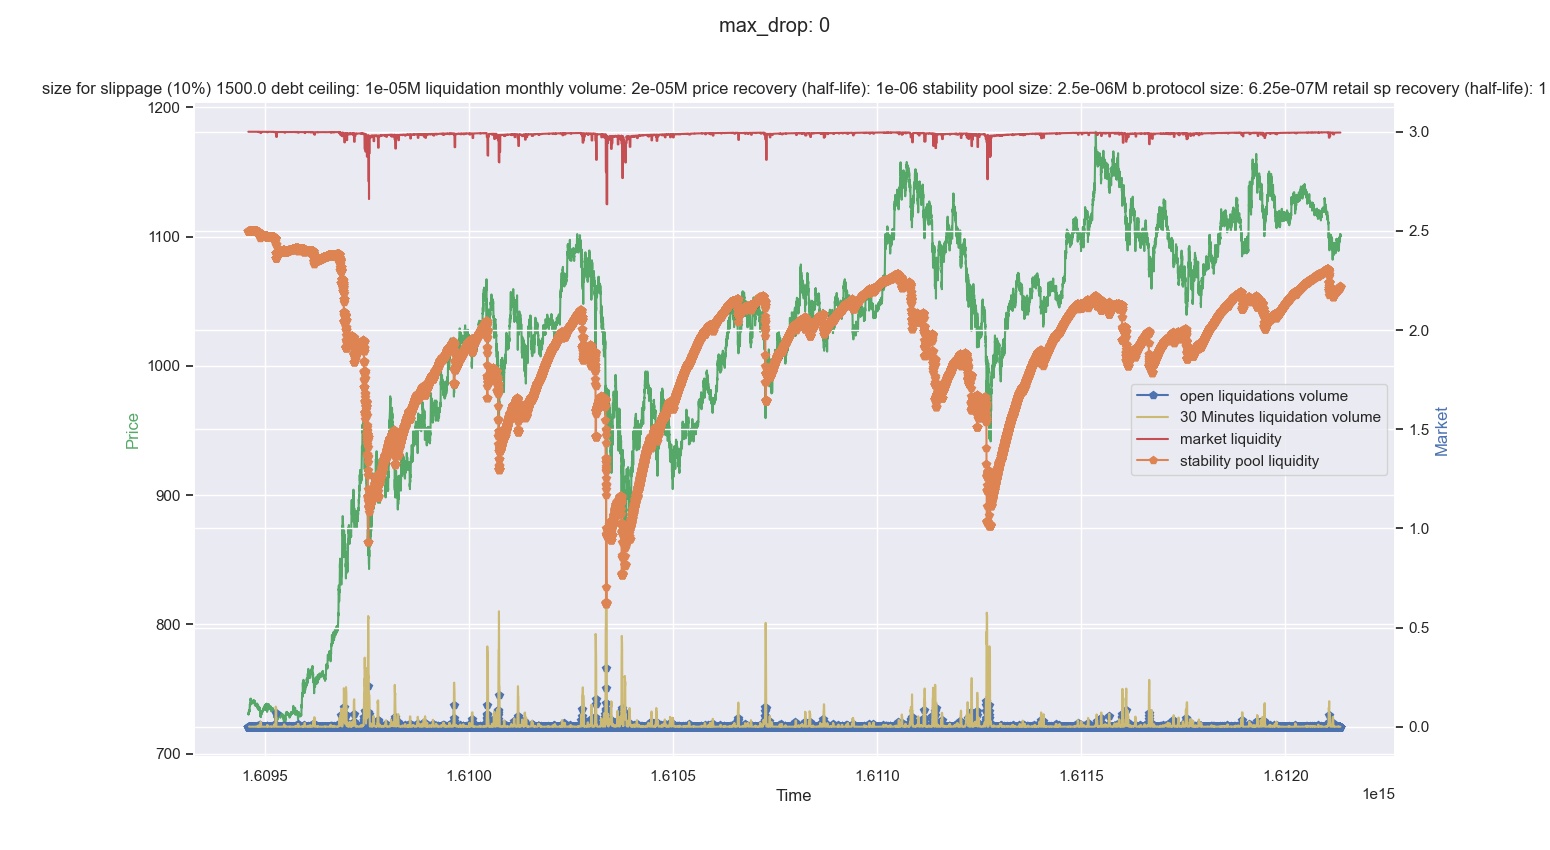 max_drop: 0
size for slippage (10%) 1500.0 debt ceiling: 1e-05M liquidation monthly volume: 2e-05M price recovery (half-life): 1e-06 stability pool size: 2.5e-06M b.protocol size: 6.25e-07M retail sp recovery (half-life): 1
1200
1100
1000
900
800
700
Price
3.0
2.5
2.0
1.5
1.0
0.5
0.0
Market
open liquidations volume
30 Minutes liquidation volume
market liquidity
stability pool liquidity
1.6095 1.6100 1.6105 1.6110 1.6115 1.6120
Time
1e15